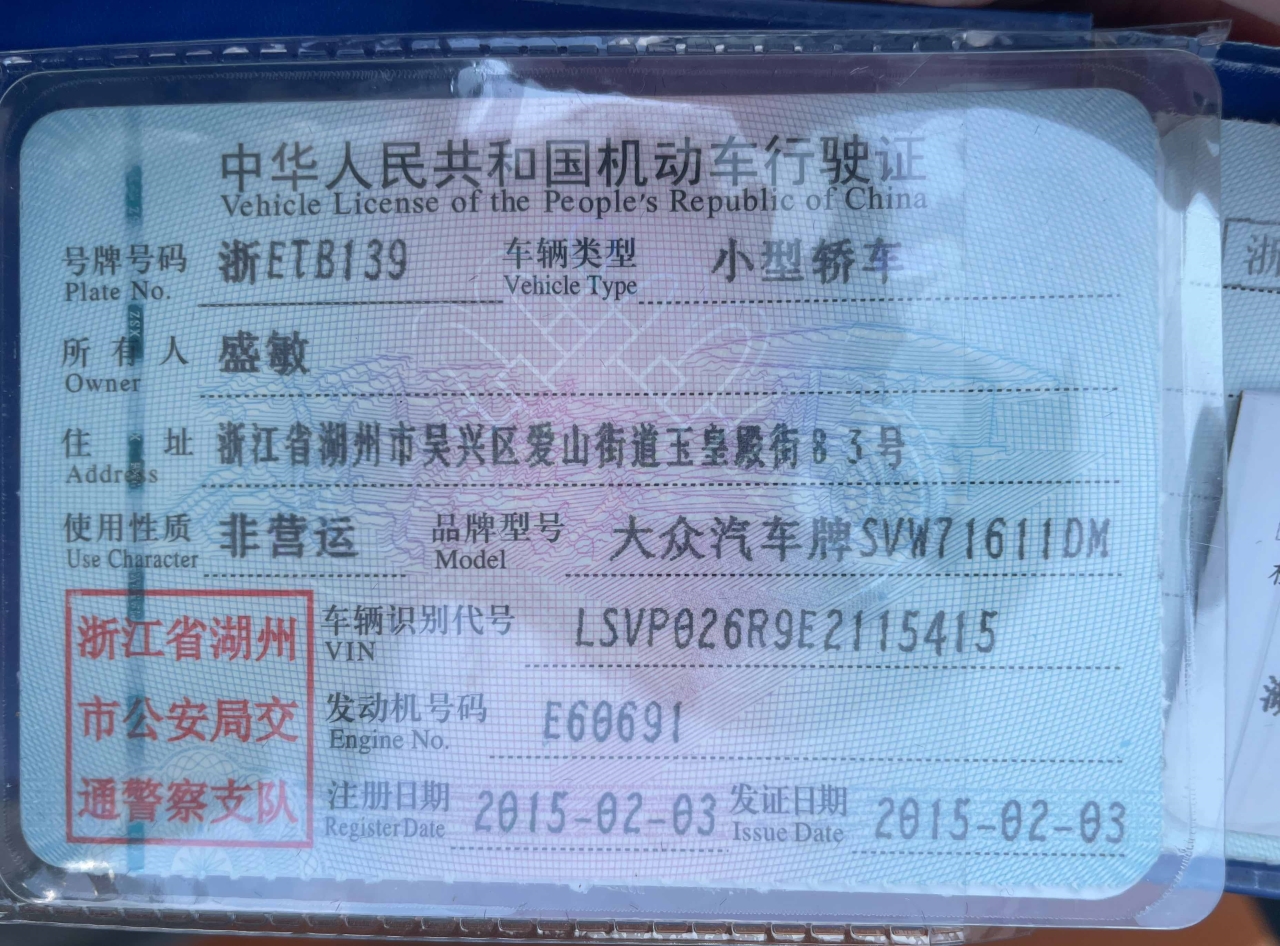 中华人民共和国机动车行驶证
Vehicle License of the People's Republic of China
号牌号码 浙ETB139 车辆类型 小型轿车
Plate No. Vehicle Type
所有人 盛敏
Owner
住址 浙江省湖州市吴兴区爱山街道玉皇殿街83号
Address
使用性质 非营运 品牌型号 大众汽车牌SVW71611DM
Use Character Model
浙江省湖州
市公安局交
通警察支队
车辆识别代号 LSVP026R9E2115415
VIN
发动机号码 E60691
Engine No.
注册日期 2015-02-03 发证日期 2015-02-03
Register Date Issue Date
XSZ
浙